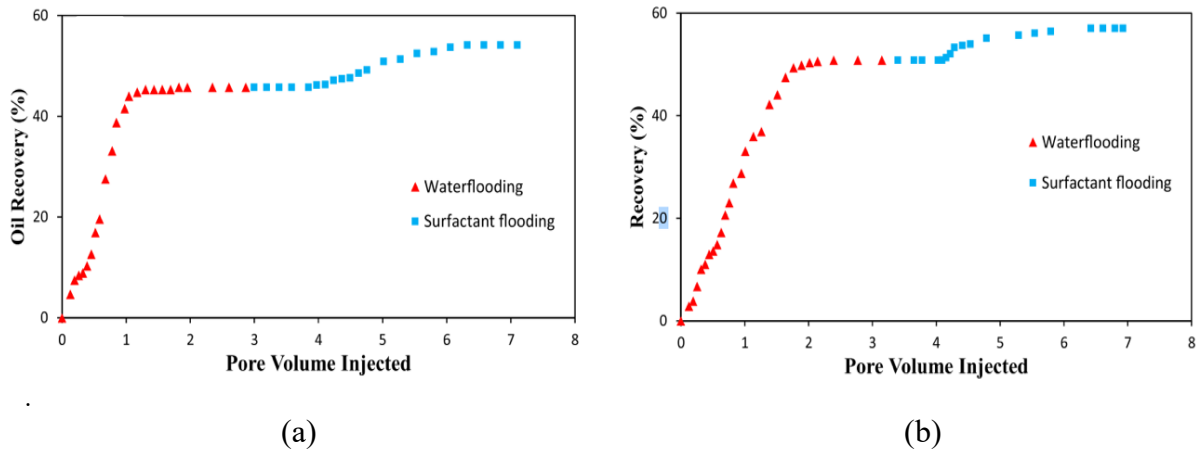 60
40
20
0
Oil Recovery (%)
Waterflooding
Surfactant flooding
0 1 2 3 4 5 6 7 8
Pore Volume Injected
.
(a)
60
40
20
0
Recovery (%)
Waterflooding
Surfactant flooding
0 1 2 3 4 5 6 7 8
Pore Volume Injected
(b)